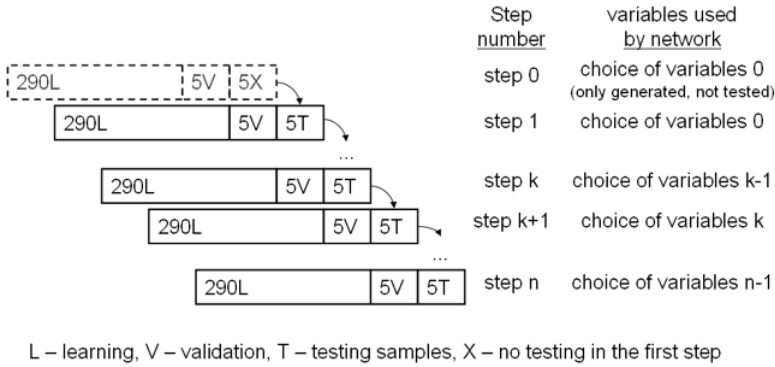 Step variables used
number by network
290L 5V 5X step 0 choice of variables 0
(only generated, not tested)
290L 5V 5T step 1 choice of variables 0
...
290L 5V 5T step k choice of variables k-1
290L 5V 5T step k+1 choice of variables k
...
290L 5V 5T step n choice of variables n-1
L – learning, V – validation, T – testing samples, X – no testing in the first step